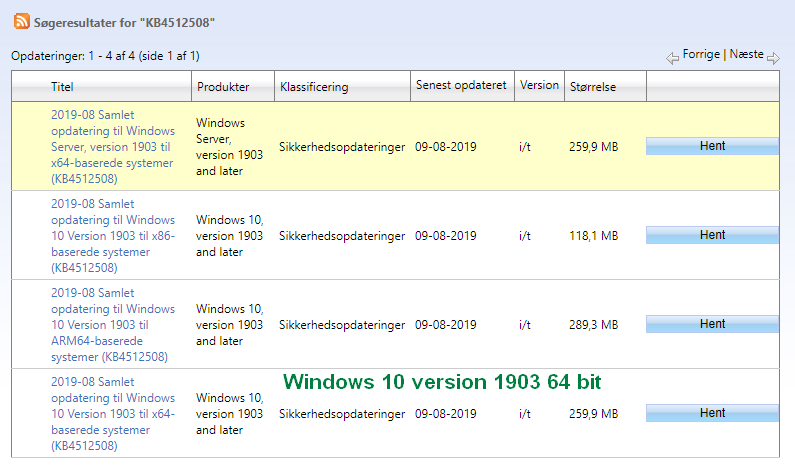 Søgeresultater for "KB4512508"
Opdateringer: 1 - 4 af 4 (side 1 af 1)
Forrige | Næste
Titel Produkter Klassificering Senest opdateret Version Størrelse
2019-08 Samlet
opdatering til Windows
Server, version 1903 til
x64-baserede systemer
(KB4512508)
Windows
Server,
version 1903
and later
Sikkerhedsopdateringer
09-08-2019
i/t
259,9 MB
Hent
2019-08 Samlet
opdatering til Windows
10 Version 1903 til x86-
baserede systemer
(KB4512508)
Windows 10,
version 1903
and later
Sikkerhedsopdateringer
09-08-2019
i/t
118,1 MB
Hent
2019-08 Samlet
opdatering til Windows
10 Version 1903 til
ARM64-baserede
systemer (KB4512508)
Windows 10,
version 1903
and later
Sikkerhedsopdateringer
09-08-2019
i/t
289,3 MB
Hent
Windows 10 version 1903 64 bit
2019-08 Samlet
opdatering til Windows
10 Version 1903 til x64-
baserede systemer
(KB4512508)
Windows 10,
version 1903
and later
Sikkerhedsopdateringer
09-08-2019
i/t
259,9 MB
Hent